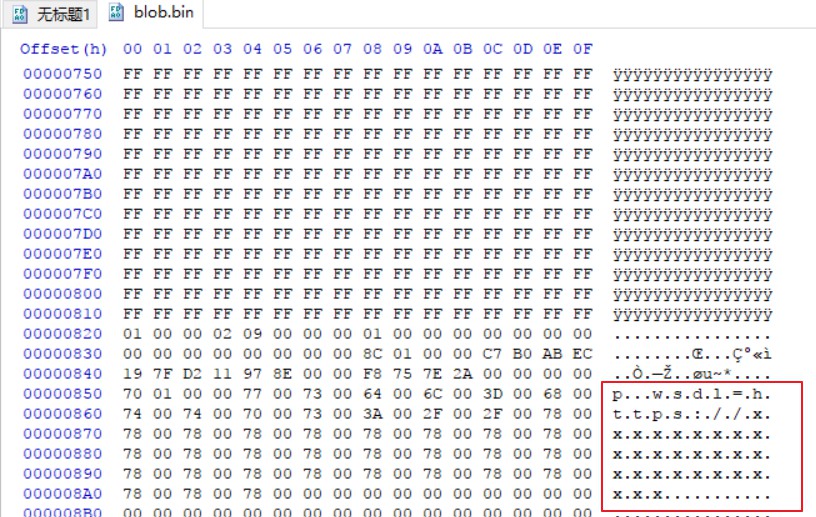 无标题1 blob.bin
Offset(h) 00 01 02 03 04 05 06 07 08 09 0A 0B 0C 0D 0E 0F
00000750 FF FF FF FF FF FF FF FF FF FF FF FF FF FF FF FF ÿÿÿÿÿÿÿÿÿÿÿÿÿÿÿÿ
00000760 FF FF FF FF FF FF FF FF FF FF FF FF FF FF FF FF ÿÿÿÿÿÿÿÿÿÿÿÿÿÿÿÿ
00000770 FF FF FF FF FF FF FF FF FF FF FF FF FF FF FF FF ÿÿÿÿÿÿÿÿÿÿÿÿÿÿÿÿ
00000780 FF FF FF FF FF FF FF FF FF FF FF FF FF FF FF FF ÿÿÿÿÿÿÿÿÿÿÿÿÿÿÿÿ
00000790 FF FF FF FF FF FF FF FF FF FF FF FF FF FF FF FF ÿÿÿÿÿÿÿÿÿÿÿÿÿÿÿÿ
000007A0 FF FF FF FF FF FF FF FF FF FF FF FF FF FF FF FF ÿÿÿÿÿÿÿÿÿÿÿÿÿÿÿÿ
000007B0 FF FF FF FF FF FF FF FF FF FF FF FF FF FF FF FF ÿÿÿÿÿÿÿÿÿÿÿÿÿÿÿÿ
000007C0 FF FF FF FF FF FF FF FF FF FF FF FF FF FF FF FF ÿÿÿÿÿÿÿÿÿÿÿÿÿÿÿÿ
000007D0 FF FF FF FF FF FF FF FF FF FF FF FF FF FF FF FF ÿÿÿÿÿÿÿÿÿÿÿÿÿÿÿÿ
000007E0 FF FF FF FF FF FF FF FF FF FF FF FF FF FF FF FF ÿÿÿÿÿÿÿÿÿÿÿÿÿÿÿÿ
000007F0 FF FF FF FF FF FF FF FF FF FF FF FF FF FF FF FF ÿÿÿÿÿÿÿÿÿÿÿÿÿÿÿÿ
00000800 FF FF FF FF FF FF FF FF FF FF FF FF FF FF FF FF ÿÿÿÿÿÿÿÿÿÿÿÿÿÿÿÿ
00000810 FF FF FF FF FF FF FF FF FF FF FF FF FF FF FF FF ÿÿÿÿÿÿÿÿÿÿÿÿÿÿÿÿ
00000820 01 00 00 02 09 00 00 00 01 00 00 00 00 00 00 00 ................
00000830 00 00 00 00 00 00 00 00 8C 01 00 00 C7 B0 AB EC ........Œ...Ç°«ì
00000840 19 7F D2 11 97 8E 00 00 F8 75 7E 2A 00 00 00 00 ..Ò.—Ž..øu~*....
00000850 70 01 00 00 77 00 73 00 64 00 6C 00 3D 00 68 00 p...w.s.d.l.=.h.
00000860 74 00 74 00 70 00 73 00 3A 00 2F 00 2F 00 78 00 t.t.p.s.:././.x.
00000870 78 00 78 00 78 00 78 00 78 00 78 00 78 00 78 00 x.x.x.x.x.x.x.x.
00000880 78 00 78 00 78 00 78 00 78 00 78 00 78 00 78 00 x.x.x.x.x.x.x.x.
00000890 78 00 78 00 78 00 78 00 78 00 78 00 78 00 78 00 x.x.x.x.x.x.x.x.
000008A0 78 00 78 00 78 00 00 00 00 00 00 00 00 00 00 00 x.x.x...........
000008B0 00 00 00 00 00 00 00 00 00 00 00 00 00 00 00 00 ................